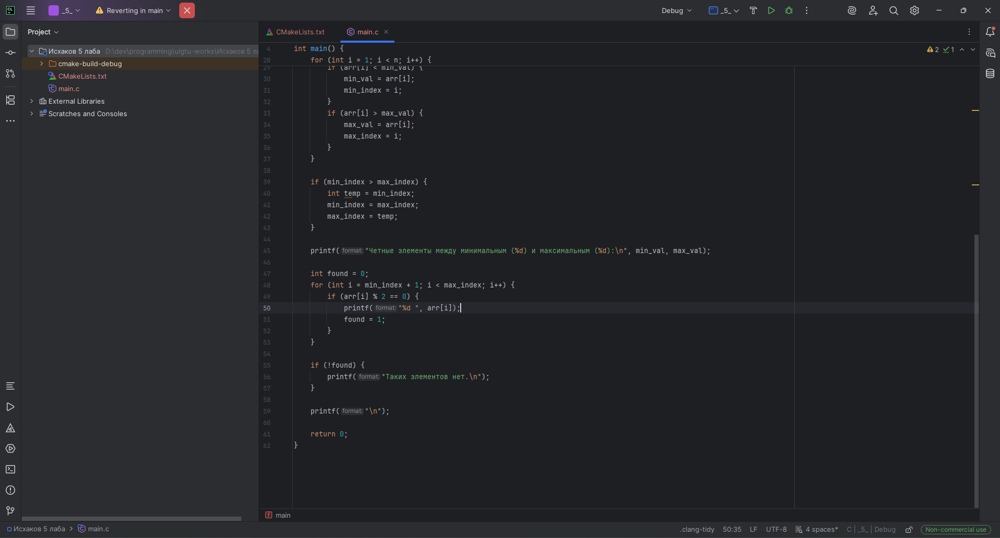 CL _5_ Reverting in main Debug _5_
Project
Исхаков 5 лаба D:\dev\programming\ulgtu-works\Исхаков 5 ла
cmake-build-debug
CMakeLists.txt
main.c
External Libraries
Scratches and Consoles
CMakeLists.txt main.c
2 1
4 int main() {
28 for (int i = 1; i < n; i++) {
29 if (arr[i] < min_val) {
30 min_val = arr[i];
31 min_index = i;
32 }
33 if (arr[i] > max_val) {
34 max_val = arr[i];
35 max_index = i;
36 }
37 }
38
39 if (min_index > max_index) {
40 int temp = min_index;
41 min_index = max_index;
42 max_index = temp;
43 }
44
45 printf( format: "Четные элементы между минимальным (%d) и максимальным (%d):\n", min_val, max_val);
46
47 int found = 0;
48 for (int i = min_index + 1; i < max_index; i++) {
49 if (arr[i] % 2 == 0) {
50 printf( format: "%d ", arr[i]);
51 found = 1;
52 }
53 }
54
55 if (!found) {
56 printf( format: "Таких элементов нет.\n");
57 }
58
59 printf( format: "\n");
60
61 return 0;
62 }
f main
Исхаков 5 лаба > main.c .clang-tidy 50:35 LF UTF-8 4 spaces* C | _5_ | Debug Non-commercial use